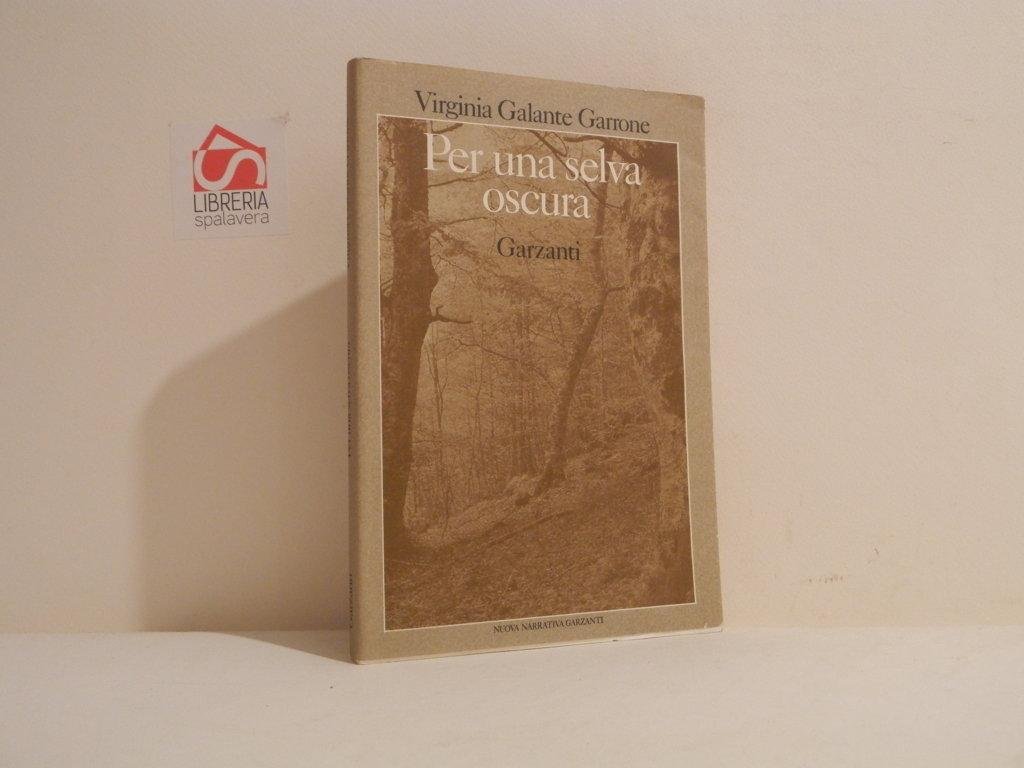 Virginia Galante Garrone
Per una selva
oscura
Garzanti
NUOVA NARRATIVA GARZANTI
LIBRERIA
spalavera